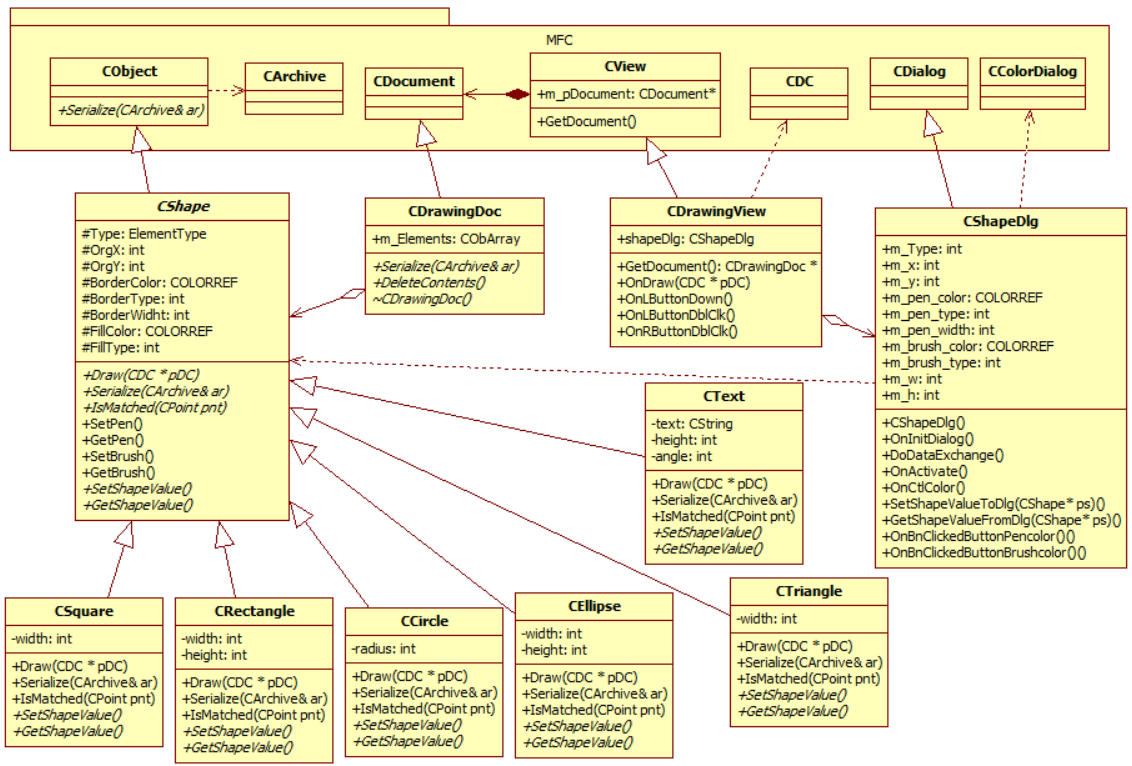 MFC
CObject
+Serialize(CArchive& ar)
CArchive
CDocument
CView
+m_pDocument: CDocument*
+GetDocument()
CDC
CDialog
CColorDialog
CShape
#Type: ElementType
#OrgX: int
#OrgY: int
#BorderColor: COLORREF
#BorderType: int
#BorderWidht: int
#FillColor: COLORREF
#FillType: int
+Draw(CDC * pDC)
+Serialize(CArchive& ar)
+IsMatched(CPoint pnt)
+SetPen()
+GetPen()
+SetBrush()
+GetBrush()
+SetShapeValue()
+GetShapeValue()
CDrawingDoc
+m_Elements: CObArray
+Serialize(CArchive& ar)
+DeleteContents()
~CDrawingDoc()
CDrawingView
+shapeDlg: CShapeDlg
+GetDocument(): CDrawingDoc *
+OnDraw(CDC * pDC)
+OnLButtonDown()
+OnLButtonDblClk()
+OnRButtonDblClk()
CShapeDlg
+m_Type: int
+m_x: int
+m_y: int
+m_pen_color: COLORREF
+m_pen_type: int
+m_pen_width: int
+m_brush_color: COLORREF
+m_brush_type: int
+m_w: int
+m_h: int
+CShapeDlg()
+OnInitDialog()
+DoDataExchange()
+OnActivate()
+OnCtlColor()
+SetShapeValueToDlg(CShape* ps)()
+GetShapeValueFromDlg(CShape* ps)()
+OnBnClickedButtonPencolor()()
+OnBnClickedButtonBrushcolor()()
CText
-text: CString
-height: int
-angle: int
+Draw(CDC * pDC)
+Serialize(CArchive& ar)
+IsMatched(CPoint pnt)
+SetShapeValue()
+GetShapeValue()
CSquare
-width: int
+Draw(CDC * pDC)
+Serialize(CArchive& ar)
+IsMatched(CPoint pnt)
+SetShapeValue()
+GetShapeValue()
CRectangle
-width: int
-height: int
+Draw(CDC * pDC)
+Serialize(CArchive& ar)
+IsMatched(CPoint pnt)
+SetShapeValue()
+GetShapeValue()
CCircle
-radius: int
+Draw(CDC * pDC)
+Serialize(CArchive& ar)
+IsMatched(CPoint pnt)
+SetShapeValue()
+GetShapeValue()
CEllipse
-width: int
-height: int
+Draw(CDC * pDC)
+Serialize(CArchive& ar)
+IsMatched(CPoint pnt)
+SetShapeValue()
+GetShapeValue()
CTriangle
-width: int
+Draw(CDC * pDC)
+Serialize(CArchive& ar)
+IsMatched(CPoint pnt)
+SetShapeValue()
+GetShapeValue()